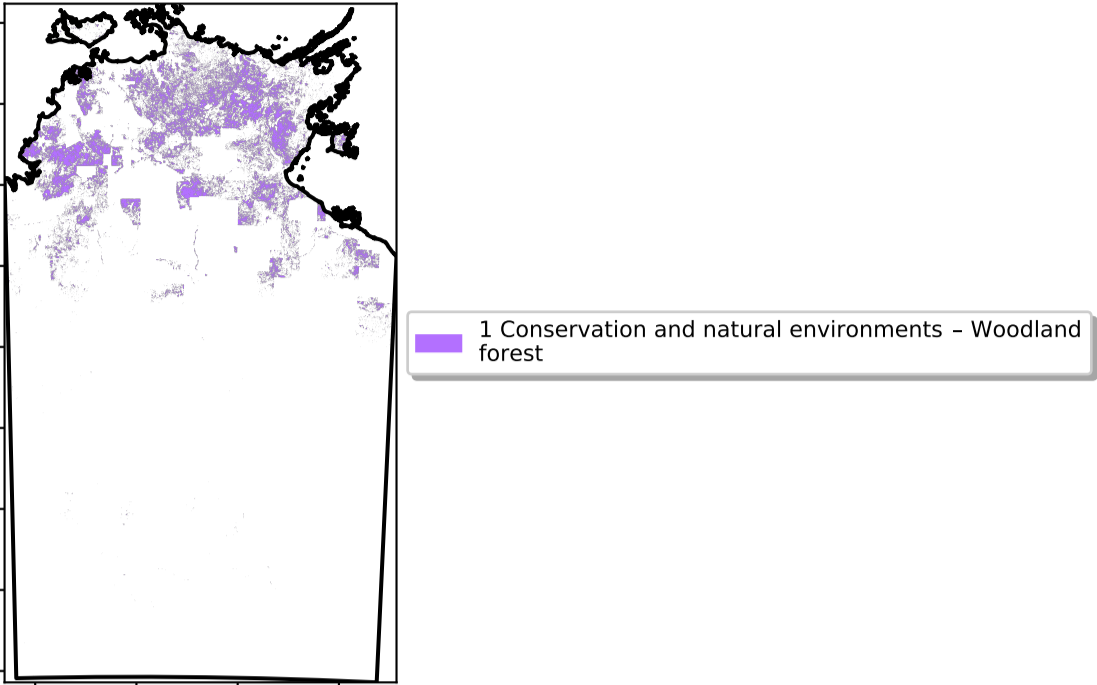 1 Conservation and natural environments – Woodland
forest